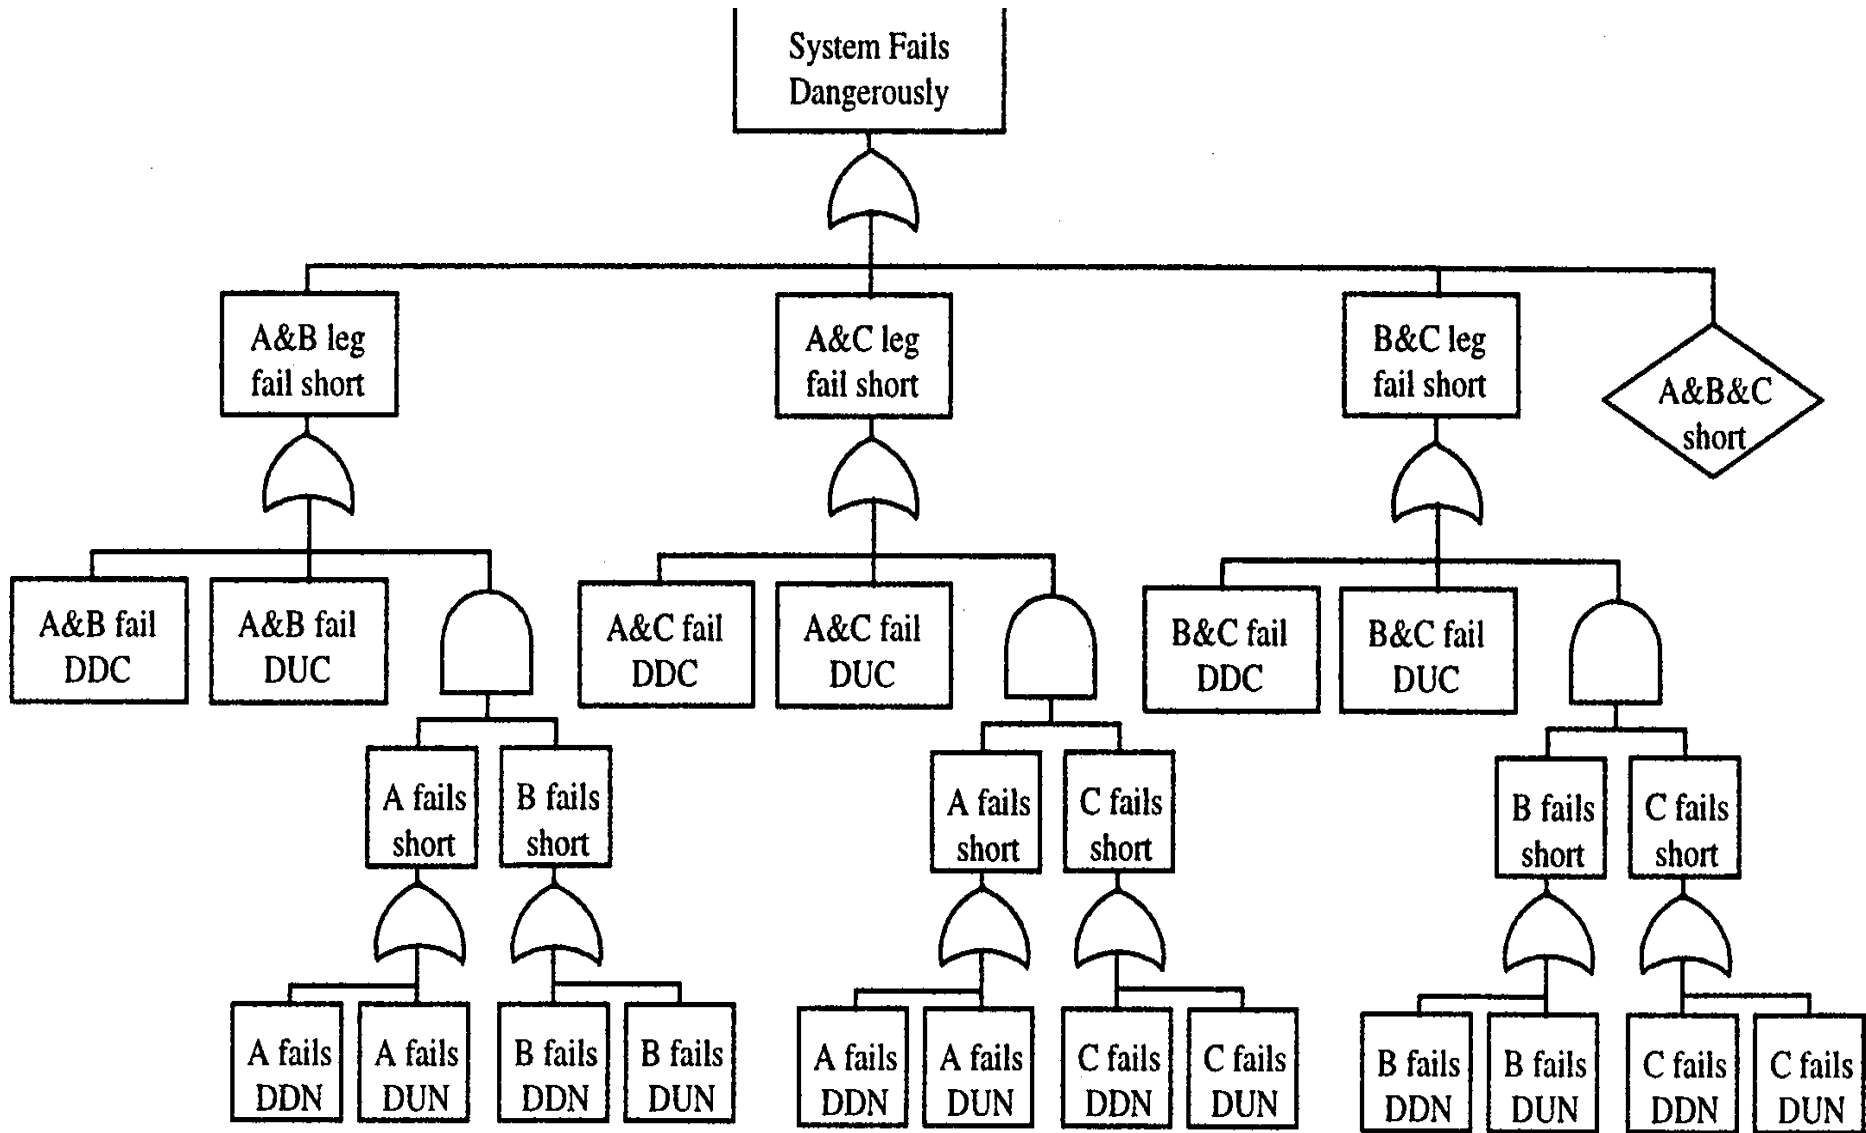 System Fails
Dangerously
A&B leg
fail short
A&C leg
fail short
B&C leg
fail short
A&B&C
short
A&B fail
DDC
A&B fail
DUC
A&C fail
DDC
A&C fail
DUC
B&C fail
DDC
B&C fail
DUC
A fails
short
B fails
short
A fails
short
C fails
short
B fails
short
C fails
short
A fails
DDN
A fails
DUN
B fails
DDN
B fails
DUN
A fails
DDN
A fails
DUN
C fails
DDN
C fails
DUN
B fails
DDN
B fails
DUN
C fails
DDN
C fails
DUN